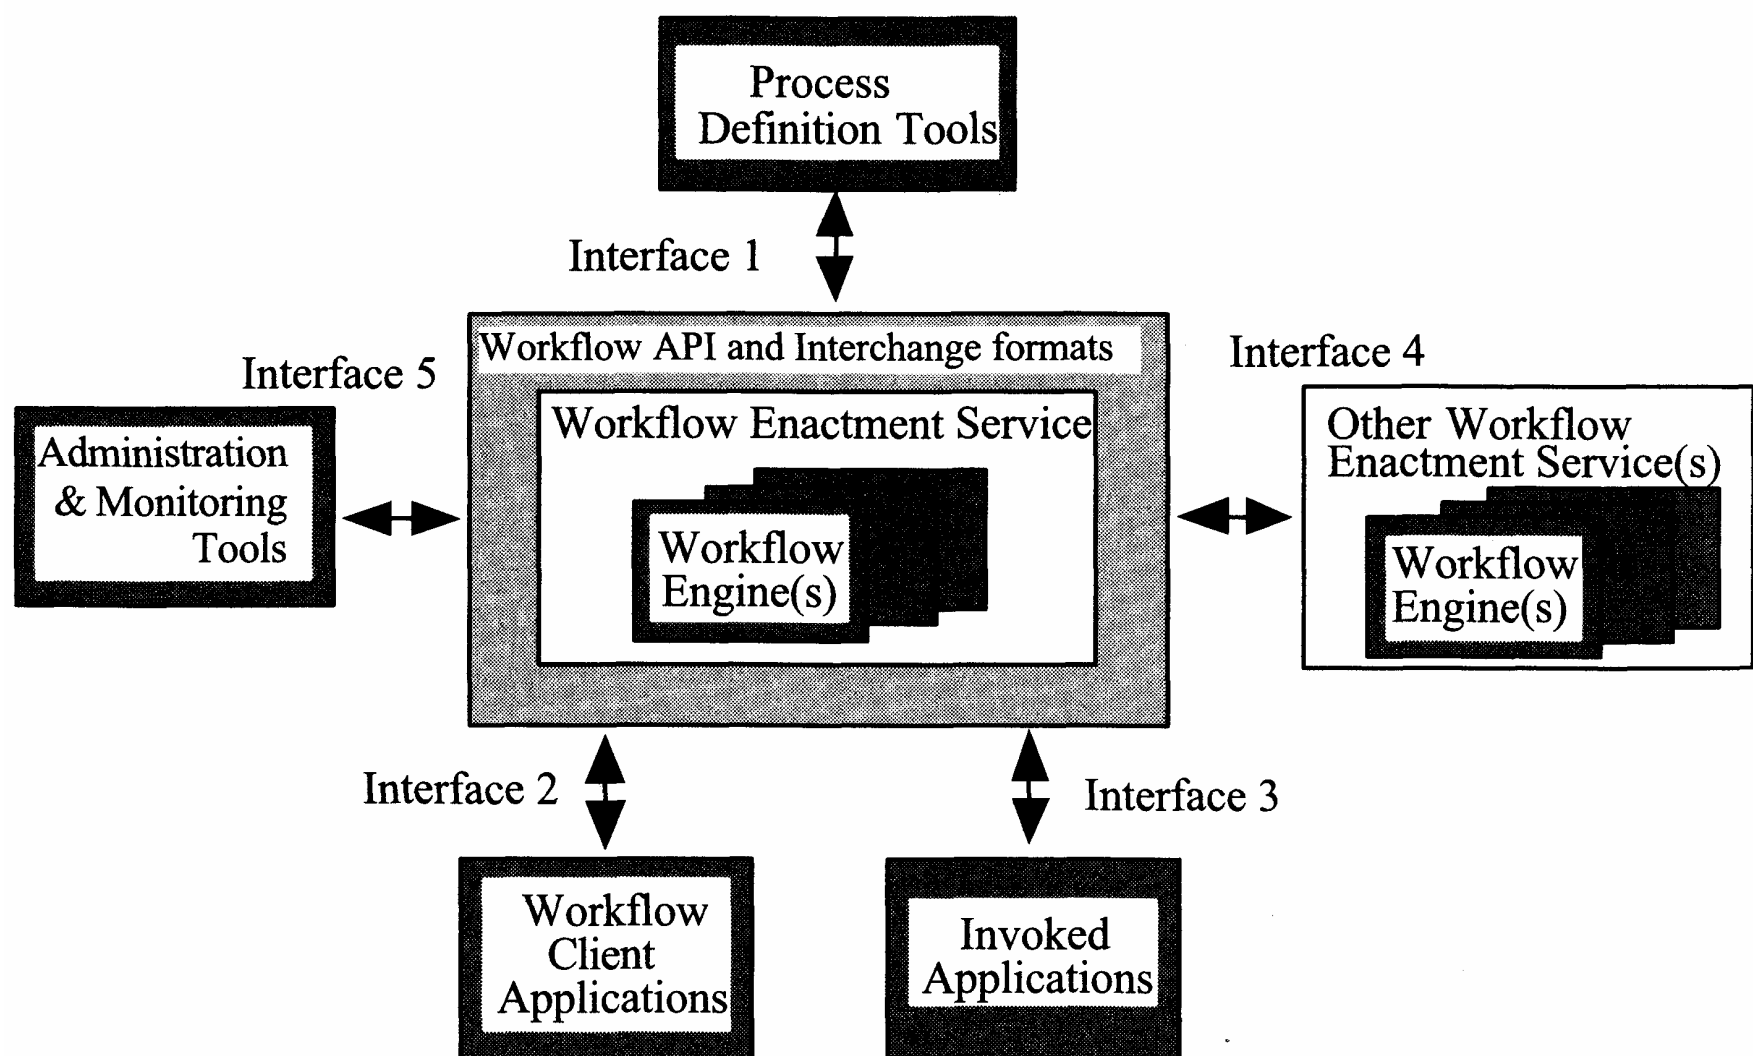 Process
Definition Tools
Interface 1
Workflow API and Interchange formats
Interface 4
Interface 5
Workflow Enactment Service
Other Workflow
Enactment Service(s)
Administration
& Monitoring
Tools
Workflow
Engine(s)
Workflow
Engine(s)
Interface 2
Interface 3
Workflow
Client
Applications
Invoked
Applications